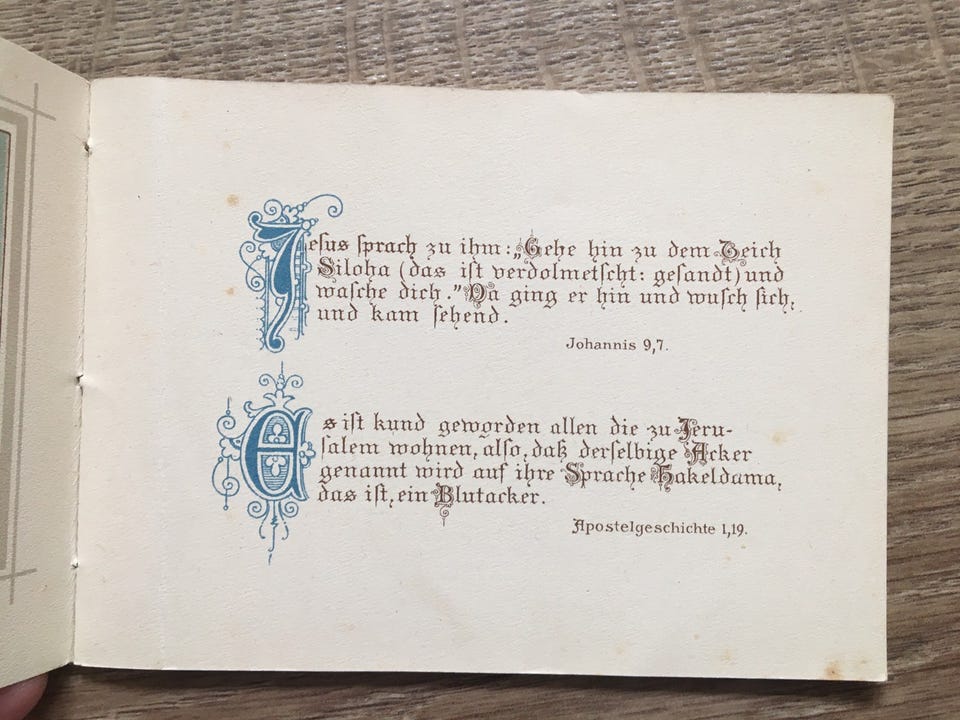 Jesus sprach zu ihm: „Gehe hin zu dem Teich
Siloha (das ist verdolmetscht: gesandt) und
wasche dich.” Da ging er hin und wusch sich,
und kam sehend.
Johannis 9,7.
Es ist kund geworden allen die zu Jeru-
salem wohnen, also, daß derselbige Acker
genannt wird auf ihre Sprache Hakeldama,
das ist, ein Blutacker.
Apostelgeschichte 1,19.